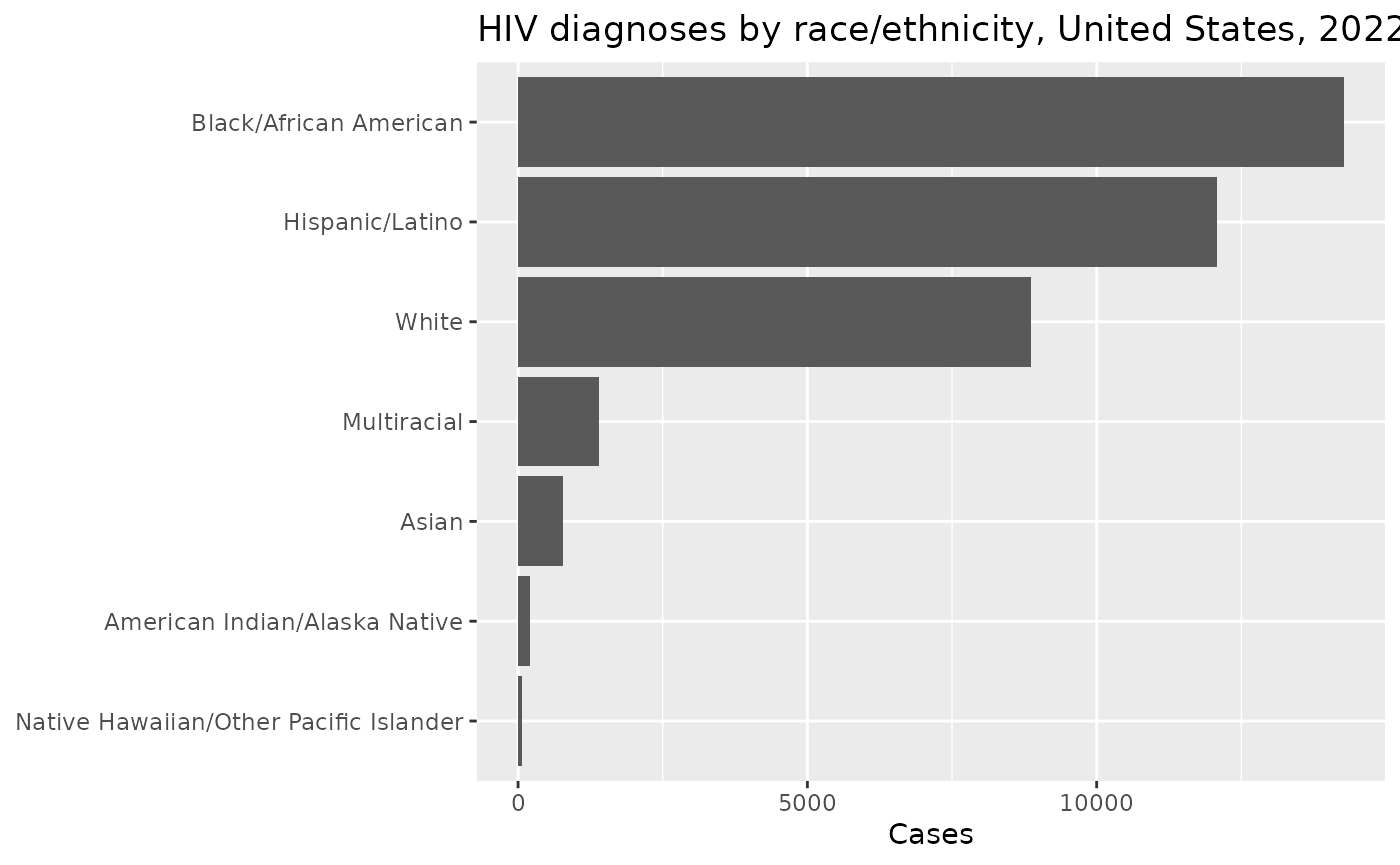 HIV diagnoses by race/ethnicity, United States, 2022
Black/African American
Hispanic/Latino
White
Multiracial
Asian
American Indian/Alaska Native
Native Hawaiian/Other Pacific Islander
0 5000 10000
Cases